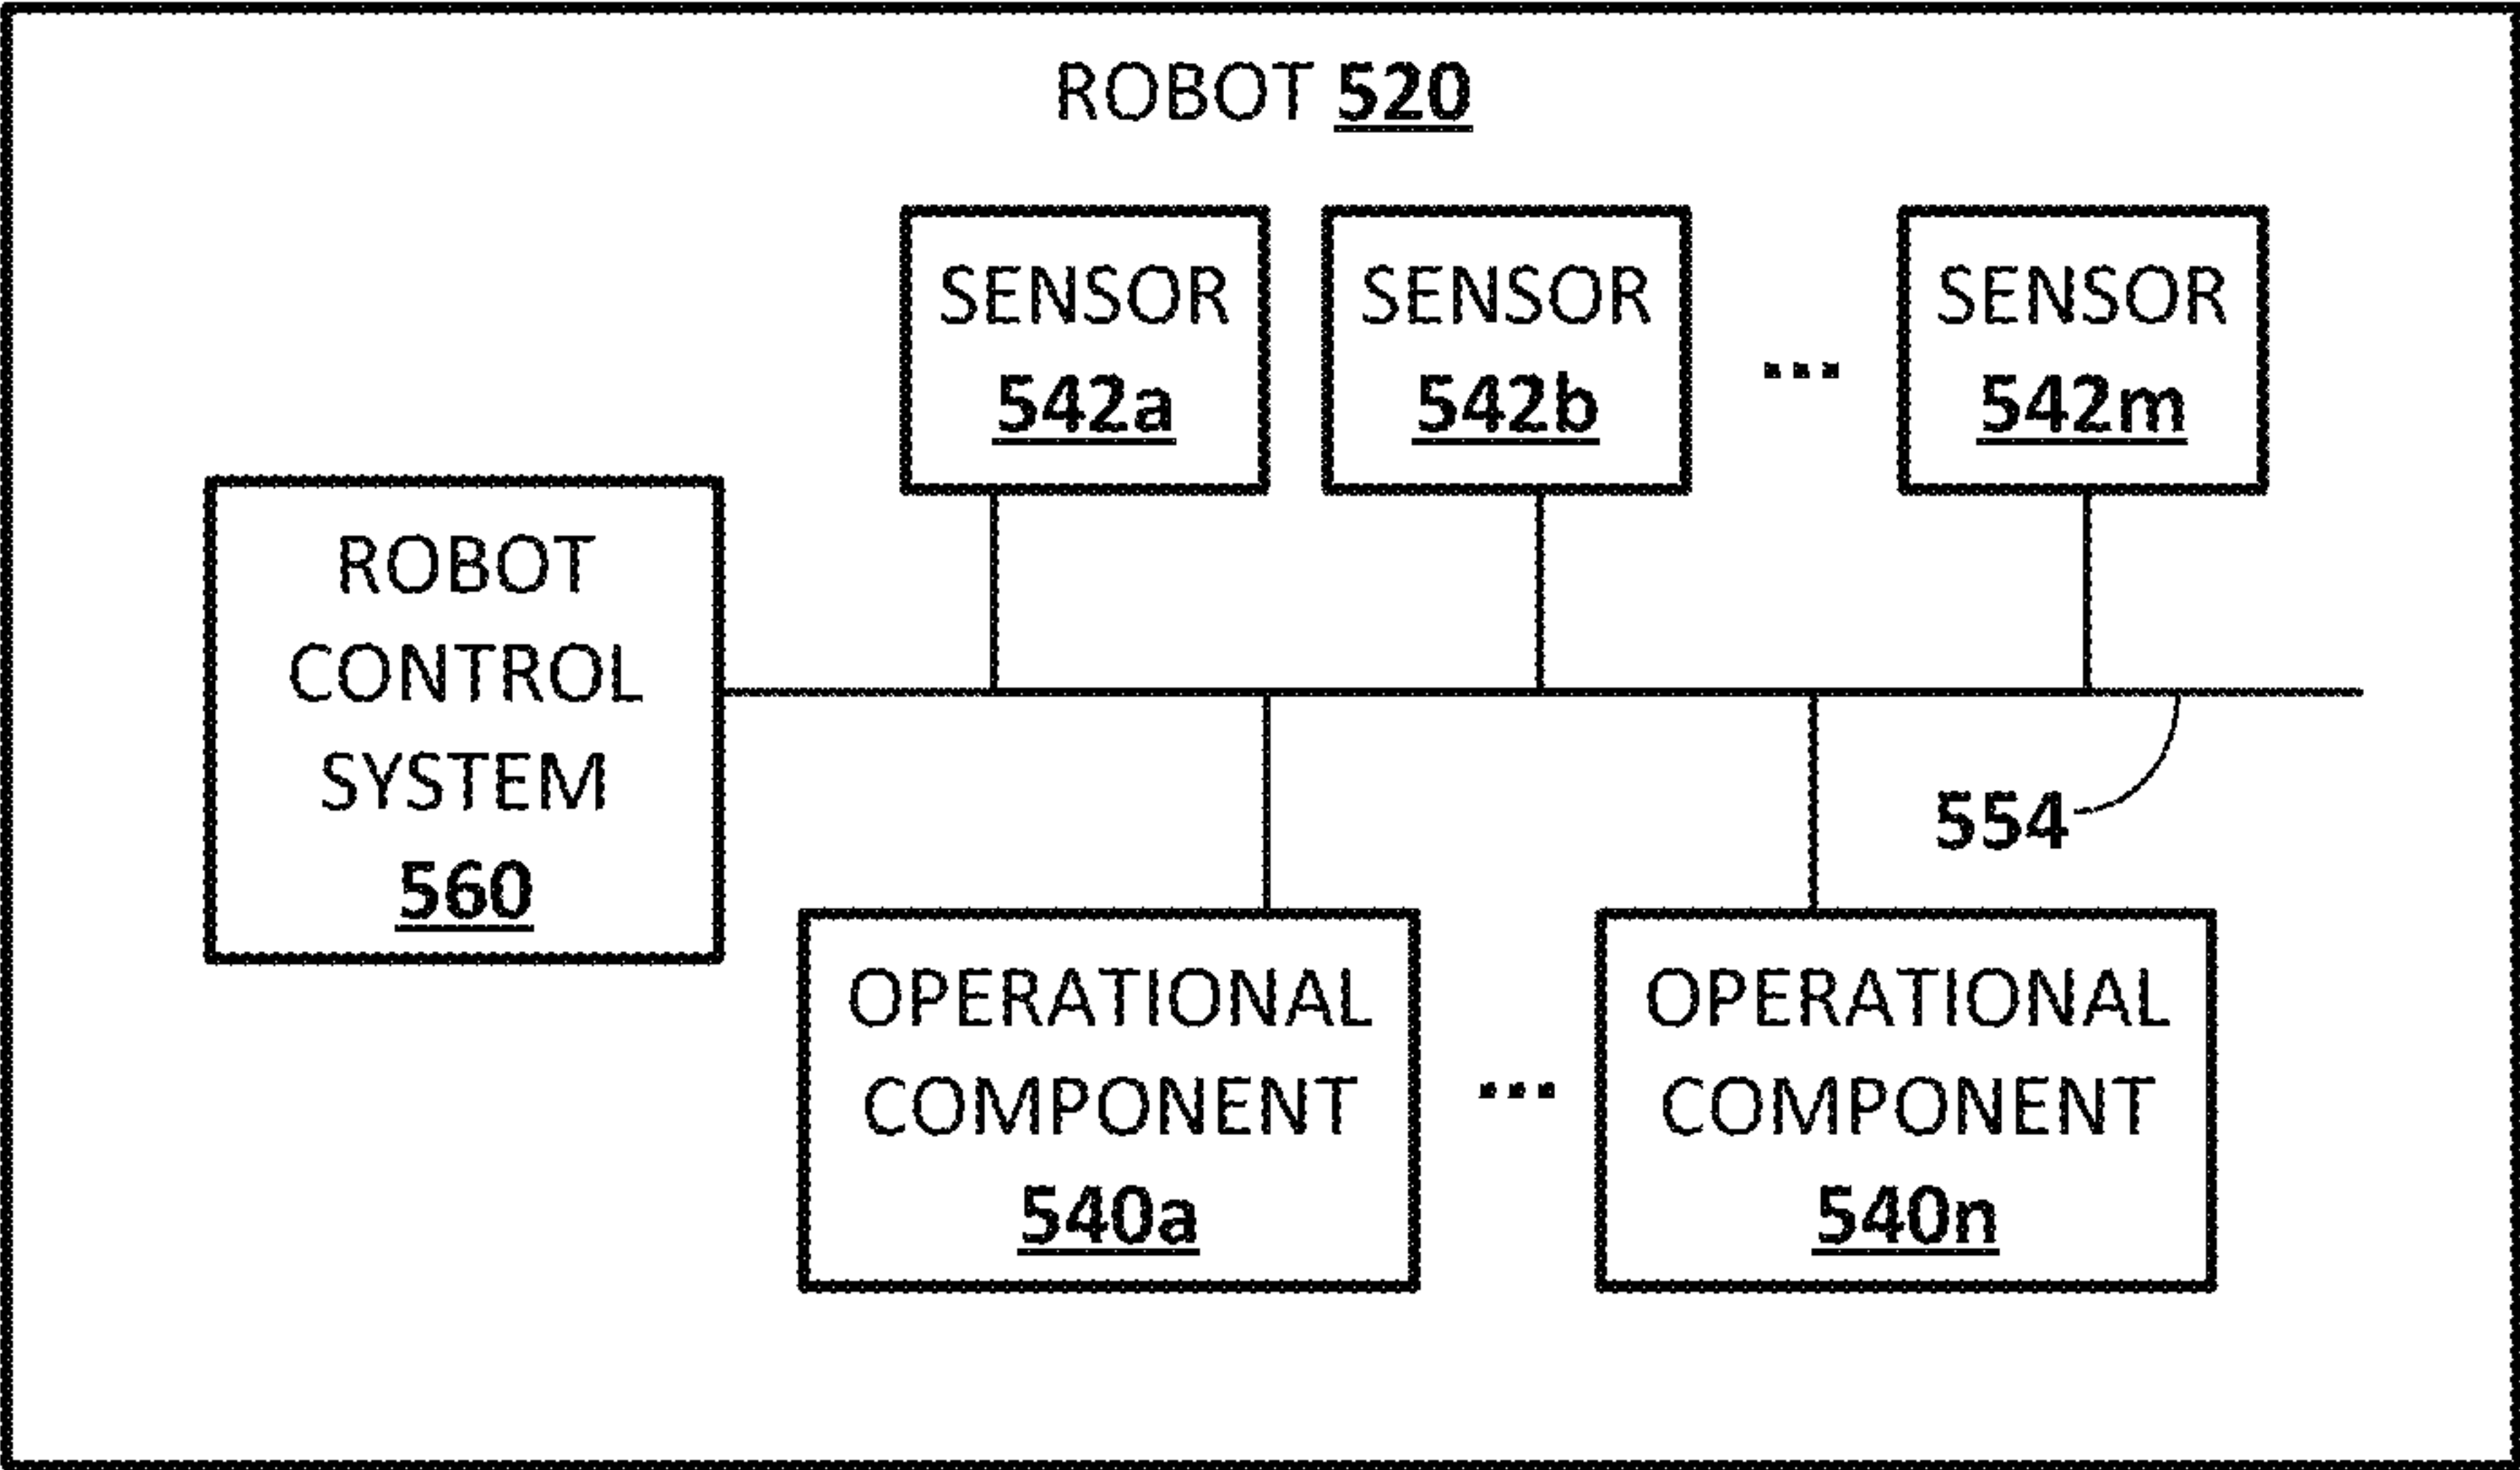 ROBOT 520
SENSOR
542a
SENSOR
542b
...
SENSOR
542m
ROBOT
CONTROL
SYSTEM
560
554
OPERATIONAL
COMPONENT
540a
...
OPERATIONAL
COMPONENT
540n